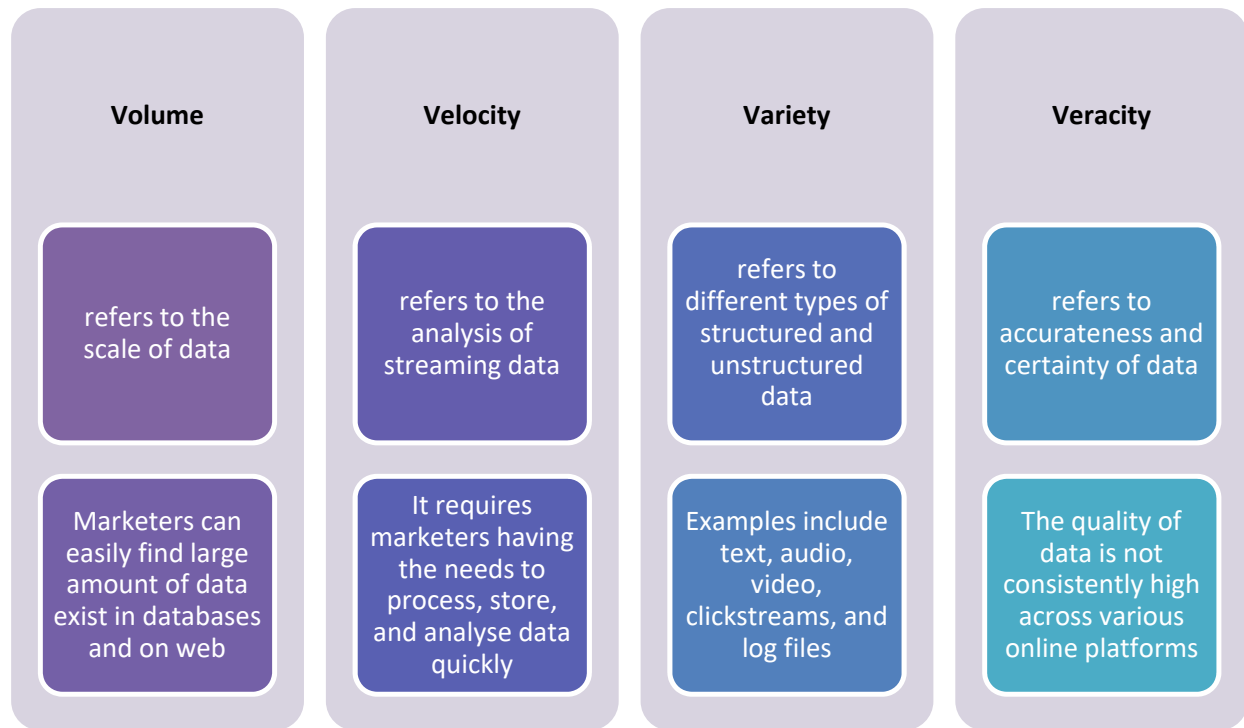 Volume
refers to the
scale of data
Marketers can
easily find large
amount of data
exist in databases
and on web
Velocity
refers to the
analysis of
streaming data
It requires
marketers having
the needs to
process, store,
and analyse data
quickly
Variety
refers to
different types of
structured and
unstructured
data
Examples include
text, audio,
video,
clickstreams, and
log files
Veracity
refers to
accurateness and
certainty of data
The quality of
data is not
consistently high
across various
online platforms